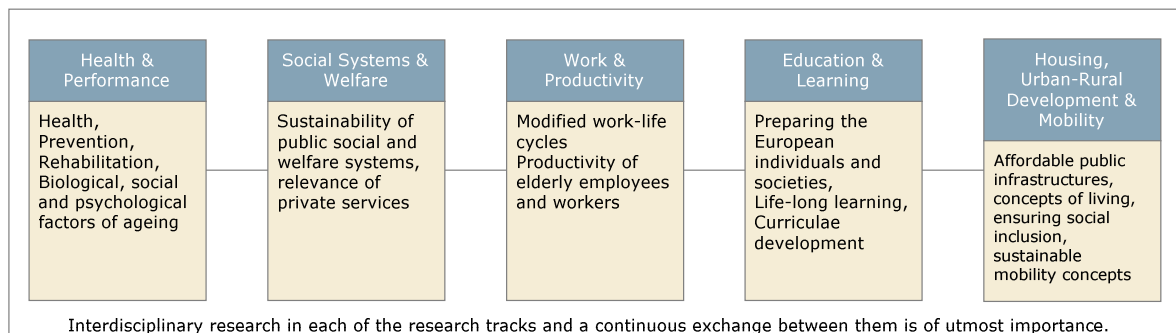 Health &
Performance
Health,
Prevention,
Rehabilitation,
Biological, social
and psychological
factors of ageing
Social Systems &
Welfare
Sustainability of
public social and
welfare systems,
relevance of
private services
Work &
Productivity
Modified work-life
cycles
Productivity of
elderly employees
and workers
Education &
Learning
Preparing the
European
individuals and
societies,
Life-long learning,
Curriculae
development
Housing,
Urban-Rural
Development &
Mobility
Affordable public
infrastructures,
concepts of living,
ensuring social
inclusion,
sustainable
mobility concepts
Interdisciplinary research in each of the research tracks and a continuous exchange between them is of utmost importance.